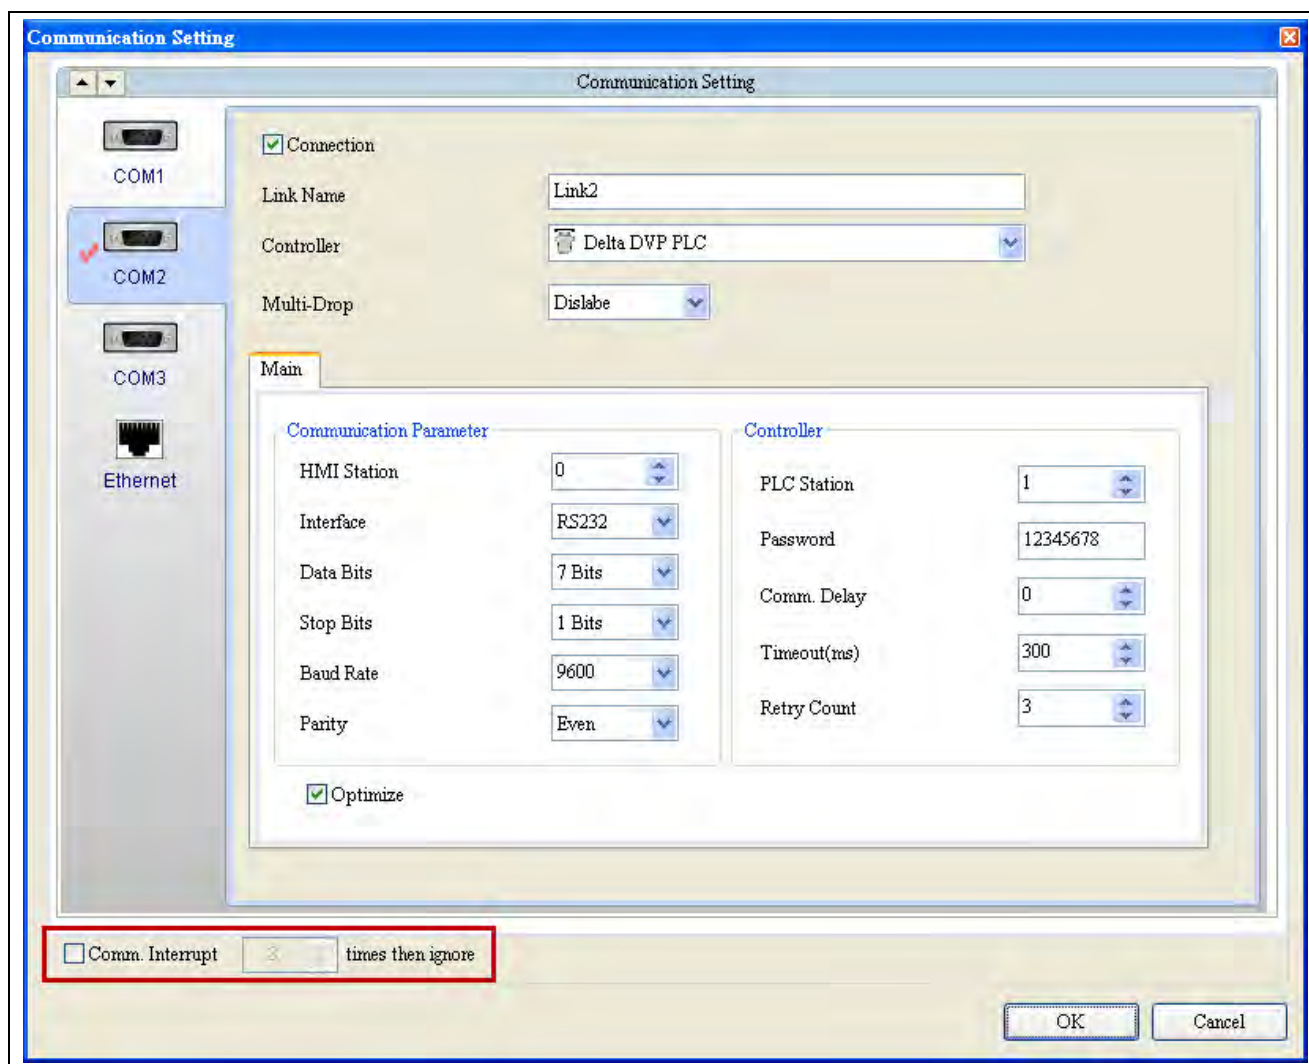 Communication Setting
Communication Setting
COM1
COM2
COM3
Ethernet
Connection
Link Name Link2
Controller Delta DVP PLC
Multi-Drop Dislabe
Main
Communication Parameter
HMI Station 0
Interface RS232
Data Bits 7 Bits
Stop Bits 1 Bits
Baud Rate 9600
Parity Even
Controller
PLC Station 1
Password 12345678
Comm. Delay 0
Timeout(ms) 300
Retry Count 3
Optimize
Comm. Interrupt times then ignore
OK Cancel